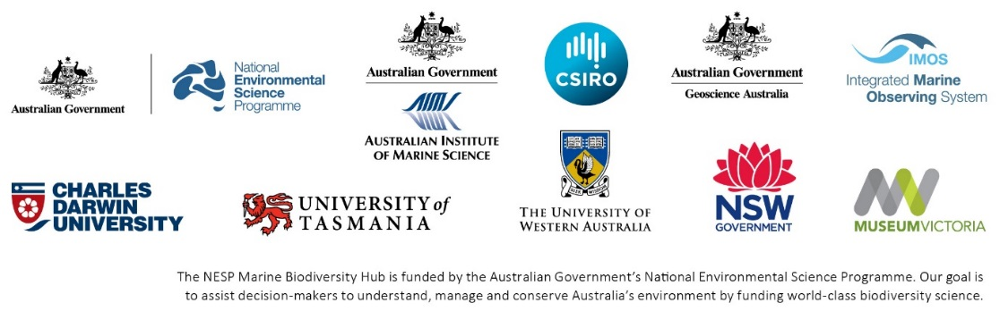 Australian Government
National
Environmental
Science
Programme
Australian Government
AIMS
AUSTRALIAN INSTITUTE
OF MARINE SCIENCE
CSIRO
Australian Government
Geoscience Australia
IMOS
Integrated Marine
Observing System
CHARLES
DARWIN
UNIVERSITY
UNIVERSITY of
TASMANIA
SEEK WISDOM
THE UNIVERSITY OF
WESTERN AUSTRALIA
NSW
GOVERNMENT
MUSEUMVICTORIA
The NESP Marine Biodiversity Hub is funded by the Australian Government's National Environmental Science Programme. Our goal is
to assist decision-makers to understand, manage and conserve Australia's environment by funding world-class biodiversity science.